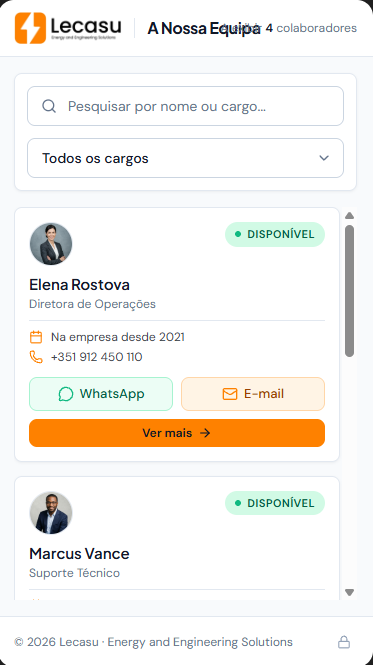 Lecasu
Energy and Engineering Solutions
A Nossa Equipa
4 colaboradores
Pesquisar por nome ou cargo...
Todos os cargos
DISPONÍVEL
Elena Rostova
Diretora de Operações
Na empresa desde 2021
+351 912 450 110
WhatsApp
E-mail
Ver mais →
DISPONÍVEL
Marcus Vance
Suporte Técnico
© 2026 Lecasu · Energy and Engineering Solutions